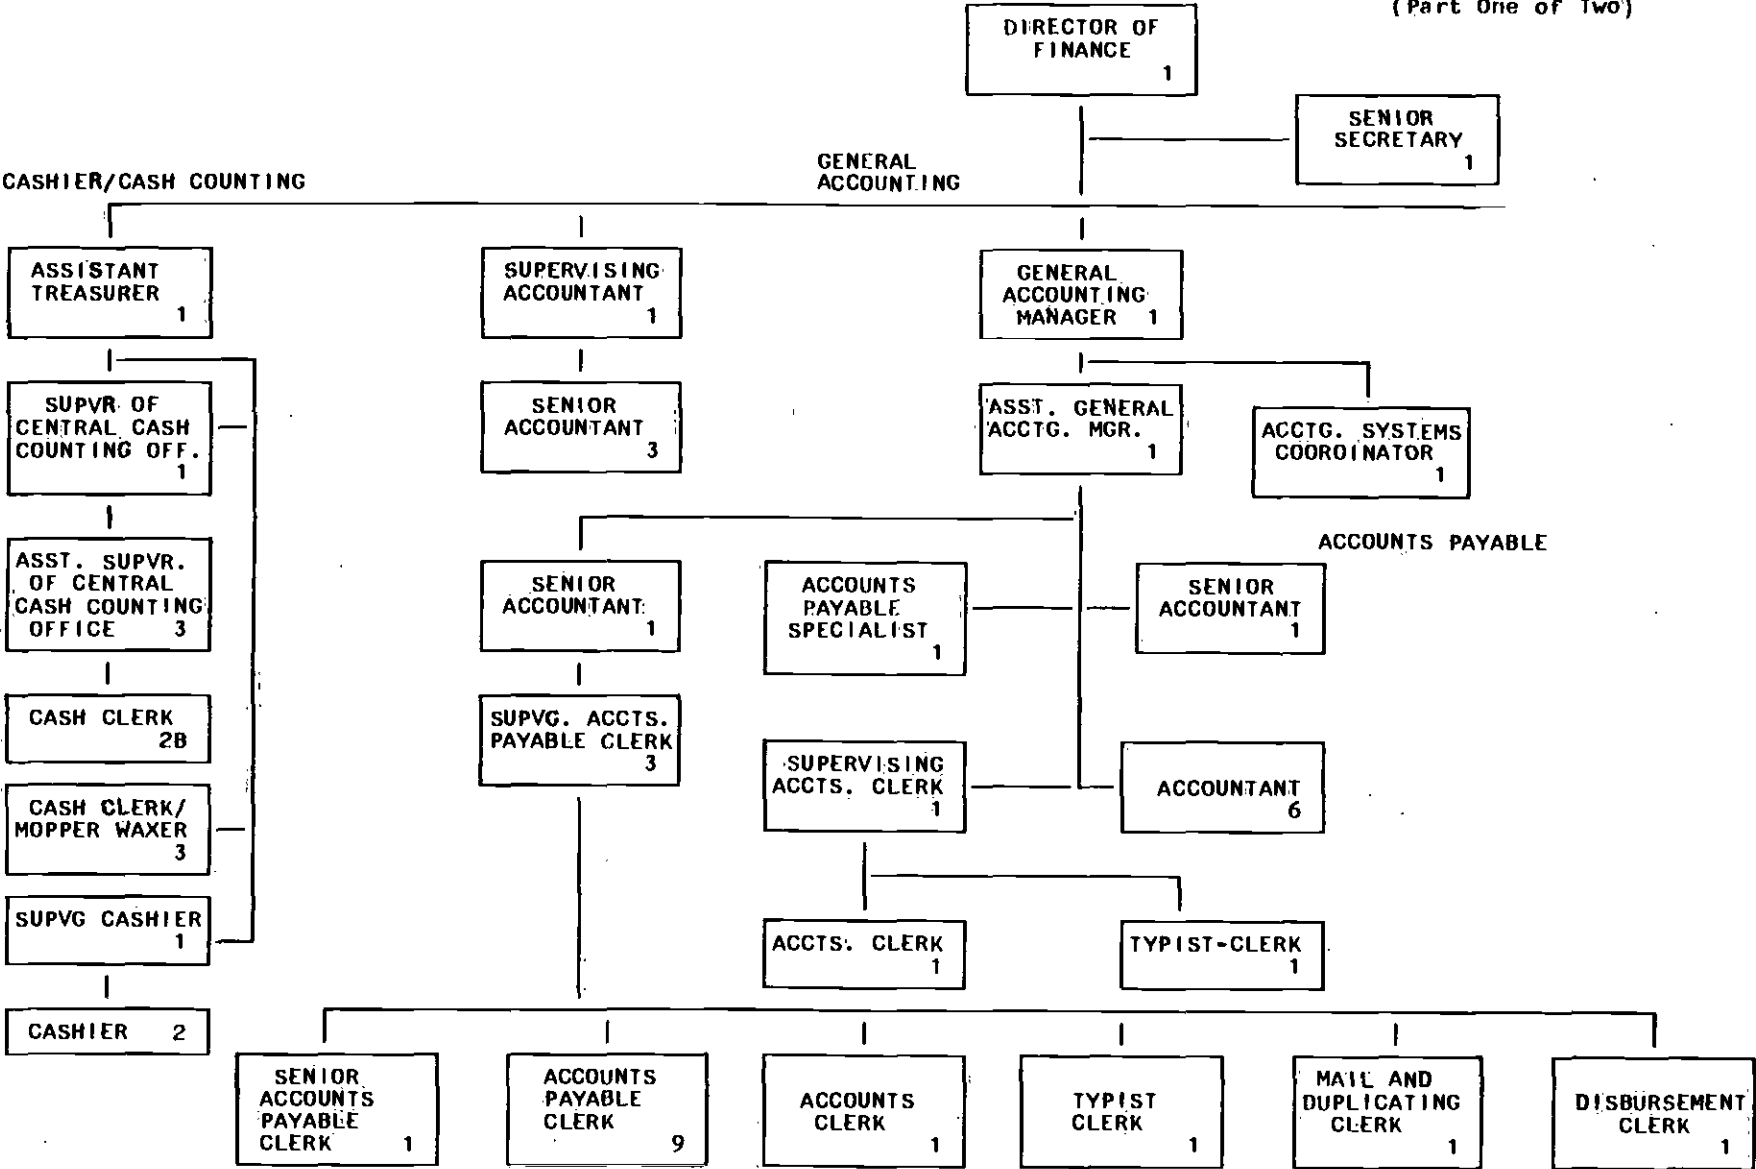 (Part One of Two)
DIRECTOR OF
FINANCE
1
SENIOR
SECRETARY
1
CASHIER/CASH COUNTING
GENERAL
ACCOUNTING
ASSISTANT
TREASURER
1
SUPERVISING
ACCOUNTANT
1
GENERAL
ACCOUNTING
MANAGER 1
SUPVR OF
CENTRAL CASH
COUNTING OFF.
1
SENIOR
ACCOUNTANT
3
ASST. GENERAL
ACCTG. MGR.
1
ACCTG. SYSTEMS
COORDINATOR
1
ACCOUNTS PAYABLE
ASST. SUPVR.
OF CENTRAL
CASH COUNTING
OFFICE 3
SENIOR
ACCOUNTANT
1
ACCOUNTS
PAYABLE
SPECIALIST
1
SENIOR
ACCOUNTANT
1
CASH CLERK
2B
SUPVG. ACCTS.
PAYABLE CLERK
3
SUPERVISING
ACCTS. CLERK
1
ACCOUNTANT
6
CASH CLERK/
MOPPER WAXER
3
SUPVG CASHIER
1
ACCTS. CLERK
1
TYPIST-CLERK
1
CASHIER 2
SENIOR
ACCOUNTS
PAYABLE
CLERK 1
ACCOUNTS
PAYABLE
CLERK
9
ACCOUNTS
CLERK
1
TYPIST
CLERK
1
MAIL AND
DUPLICATING
CLERK
1
DISBURSEMENT
CLERK
1